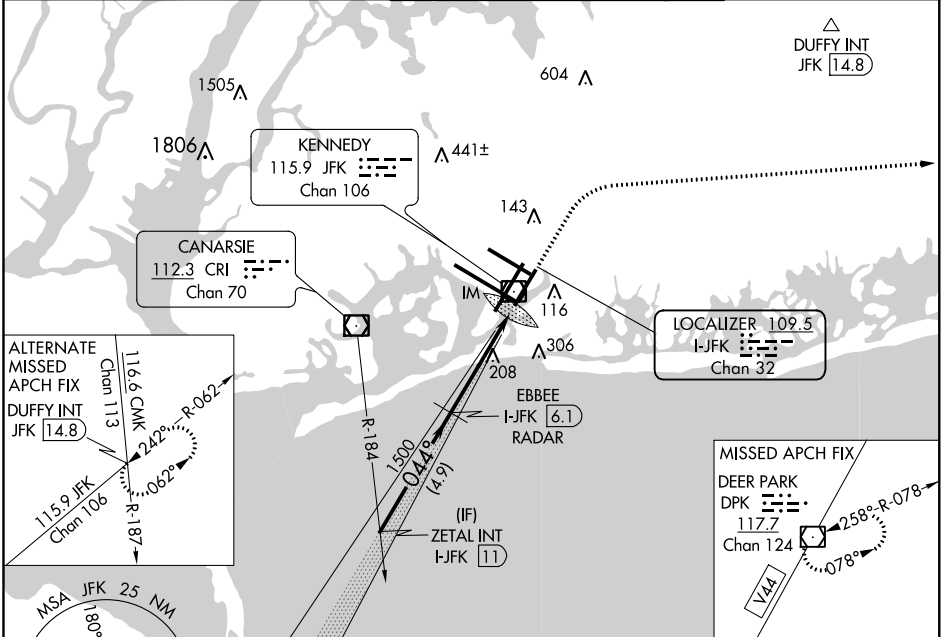 DUFFY INT
JFK 14.8
604
1505
1806
KENNEDY
115.9 JFK
Chan 106
441±
143
CANARSIE
112.3 CRI
Chan 70
IM
116
LOCALIZER 109.5
I-JFK
Chan 32
306
208
EBBEE
I-JFK 6.1
RADAR
R-184
1500
044°
(4.9)
(IF)
ZETAL INT
I-JFK 11
ALTERNATE
MISSED
APCH FIX
DUFFY INT
JFK 14.8
116.6 CMK
Chan 113
R-062
242°
062°
115.9 JFK
Chan 106
R-187
MISSED APCH FIX
DEER PARK
DPK
117.7
Chan 124
258°
R-078
078°
V44
MSA JFK 25 NM
180°